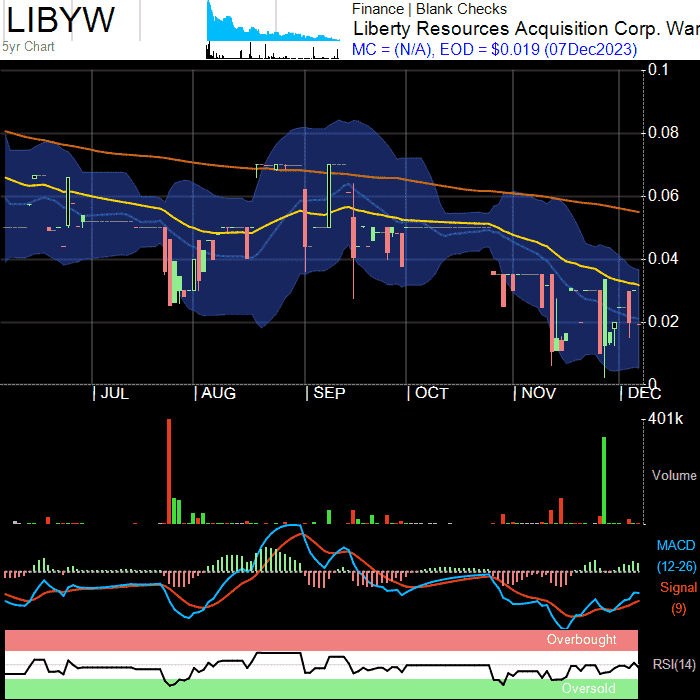 LIBYW
5yr Chart
Finance | Blank Checks
Liberty Resources Acquisition Corp. War
MC = (N/A), EOD = $0.019 (07Dec2023)
0.1
0.08
0.06
0.04
0.02
0
JUL AUG SEP OCT NOV DEC
401k
Volume
MACD
(12-26)
Signal
(9)
Overbought
RSI(14)
Oversold